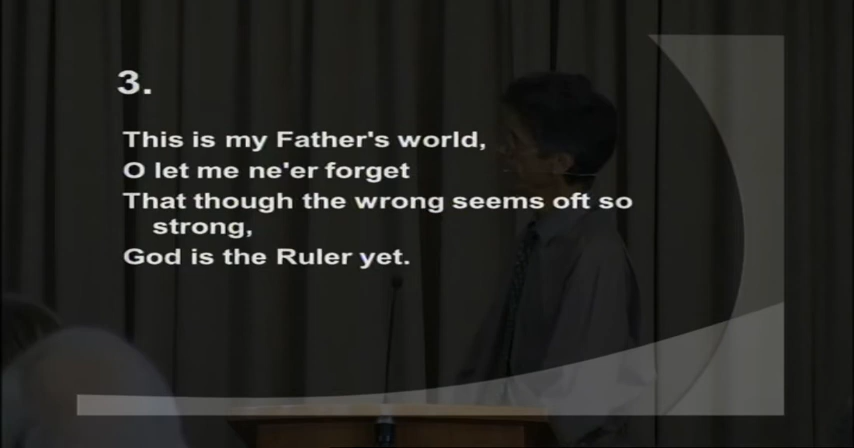 3.
This is my Father's world,
O let me ne'er forget
That though the wrong seems oft so
strong,
God is the Ruler yet.